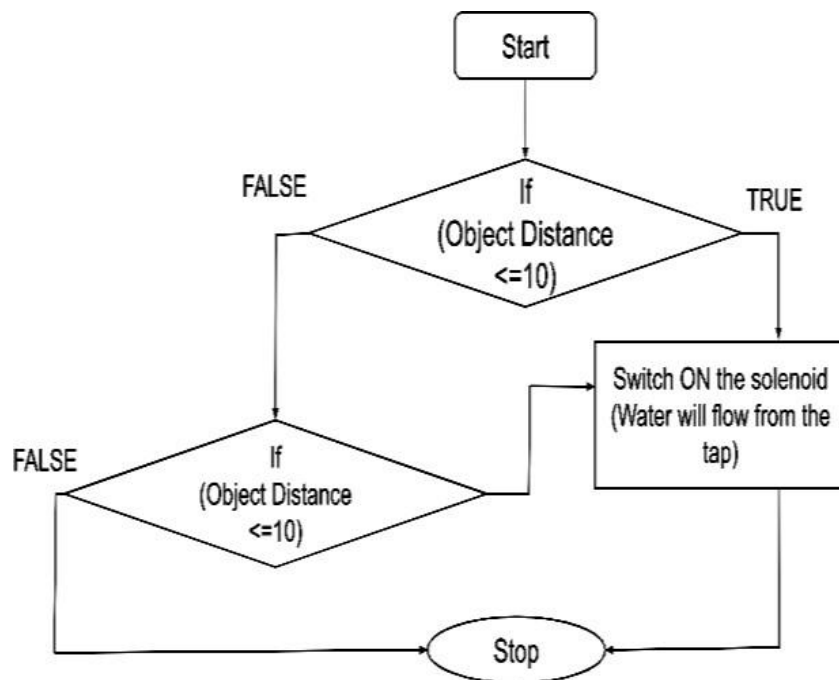 Start
FALSE
TRUE
If
(Object Distance
<=10)
Switch ON the solenoid
(Water will flow from the
tap)
FALSE
If
(Object Distance
<=10)
Stop